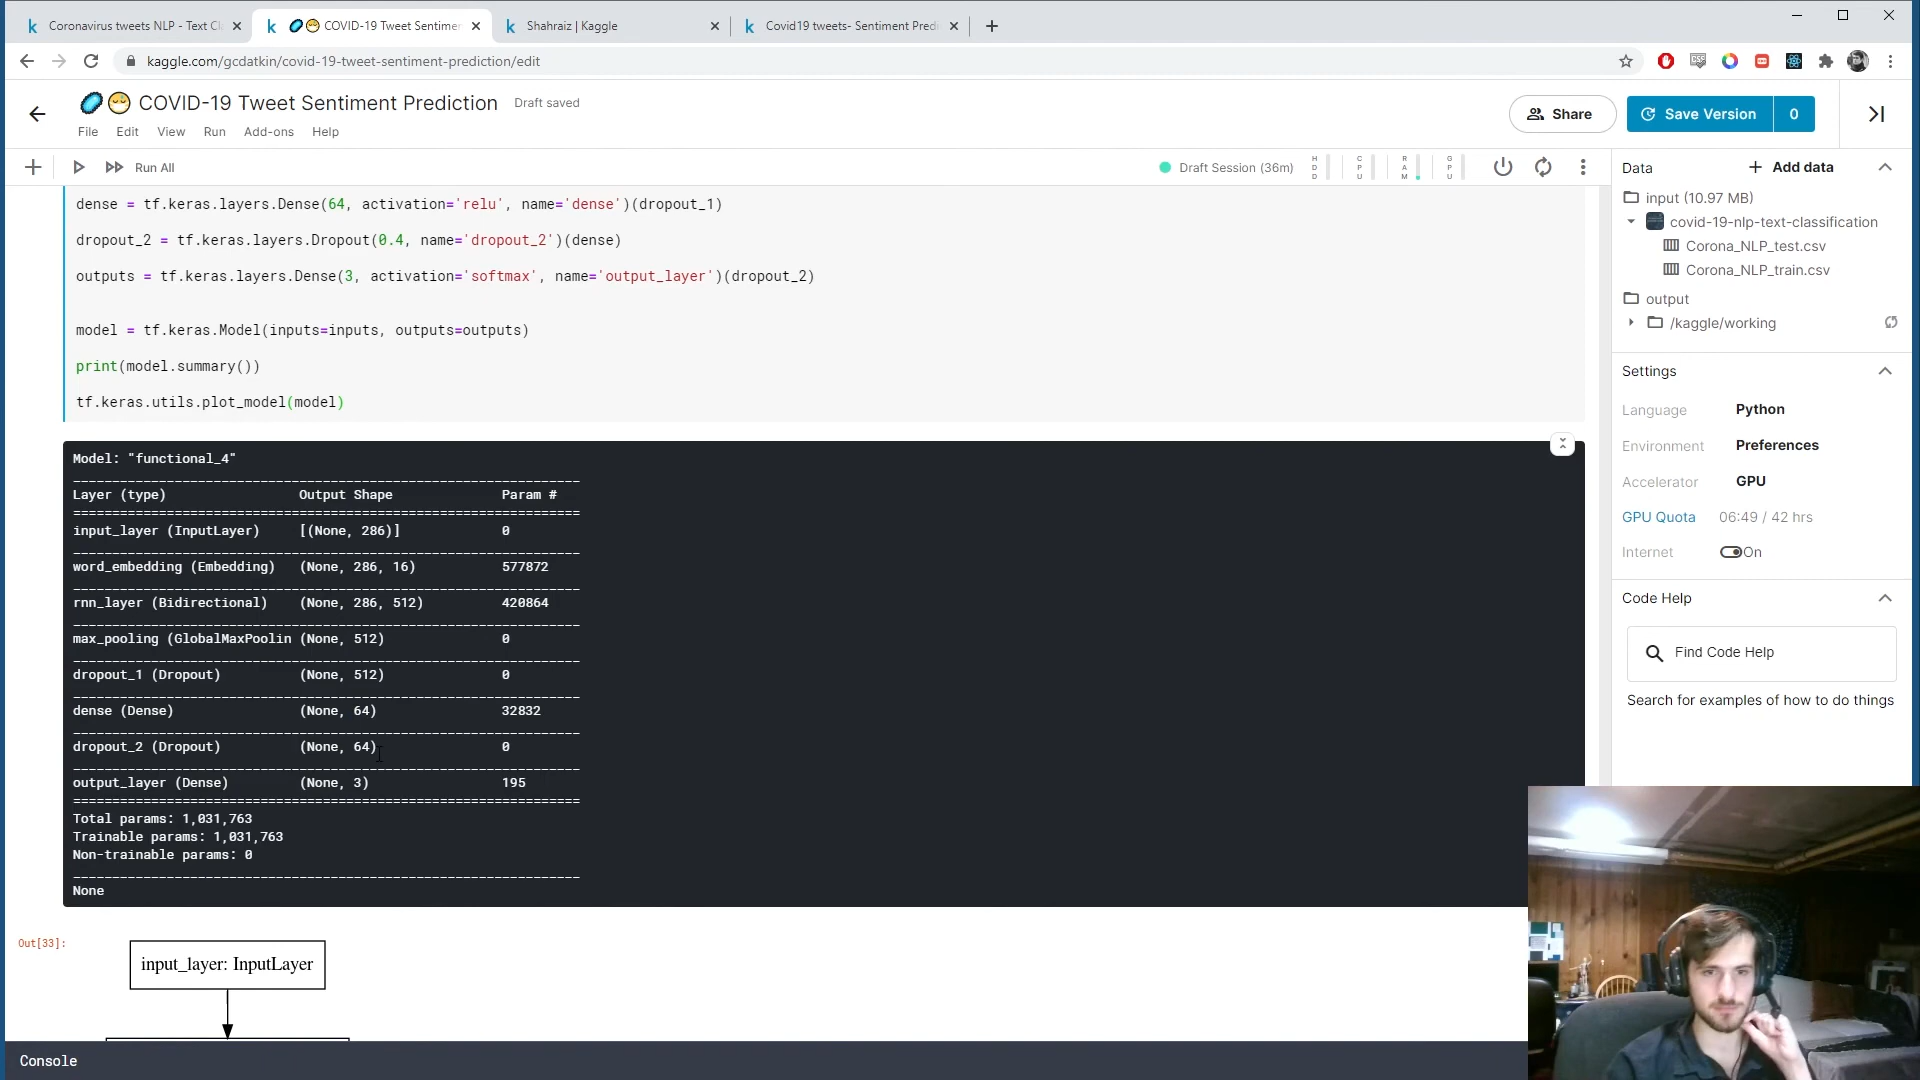 Coronavirus tweets NLP - Text Cl
COVID-19 Tweet Sentimen
Shahraiz | Kaggle
Covid19 tweets- Sentiment Predi
kaggle.com/gcdatkin/covid-19-tweet-sentiment-prediction/edit
COVID-19 Tweet Sentiment Prediction
Draft saved
File Edit View Run Add-ons Help
Share
Save Version
0
Run All
Draft Session (36m)
HDD
CPU
RAM
GPU
dense = tf.keras.layers.Dense(64, activation='relu', name='dense')(dropout_1)
dropout_2 = tf.keras.layers.Dropout(0.4, name='dropout_2')(dense)
outputs = tf.keras.layers.Dense(3, activation='softmax', name='output_layer')(dropout_2)
model = tf.keras.Model(inputs=inputs, outputs=outputs)
print(model.summary())
tf.keras.utils.plot_model(model)
Model: "functional_4"
Layer (type) Output Shape Param #
input_layer (InputLayer) [(None, 286)] 0
word_embedding (Embedding) (None, 286, 16) 577872
rnn_layer (Bidirectional) (None, 286, 512) 420864
max_pooling (GlobalMaxPoolin (None, 512) 0
dropout_1 (Dropout) (None, 512) 0
dense (Dense) (None, 64) 32832
dropout_2 (Dropout) (None, 64) 0
output_layer (Dense) (None, 3) 195
Total params: 1,031,763
Trainable params: 1,031,763
Non-trainable params: 0
None
Out[33]:
input_layer: InputLayer
Console
Data
Add data
input (10.97 MB)
covid-19-nlp-text-classification
Corona_NLP_test.csv
Corona_NLP_train.csv
output
/kaggle/working
Settings
Language Python
Environment Preferences
Accelerator GPU
GPU Quota 06:49 / 42 hrs
Internet On
Code Help
Find Code Help
Search for examples of how to do things